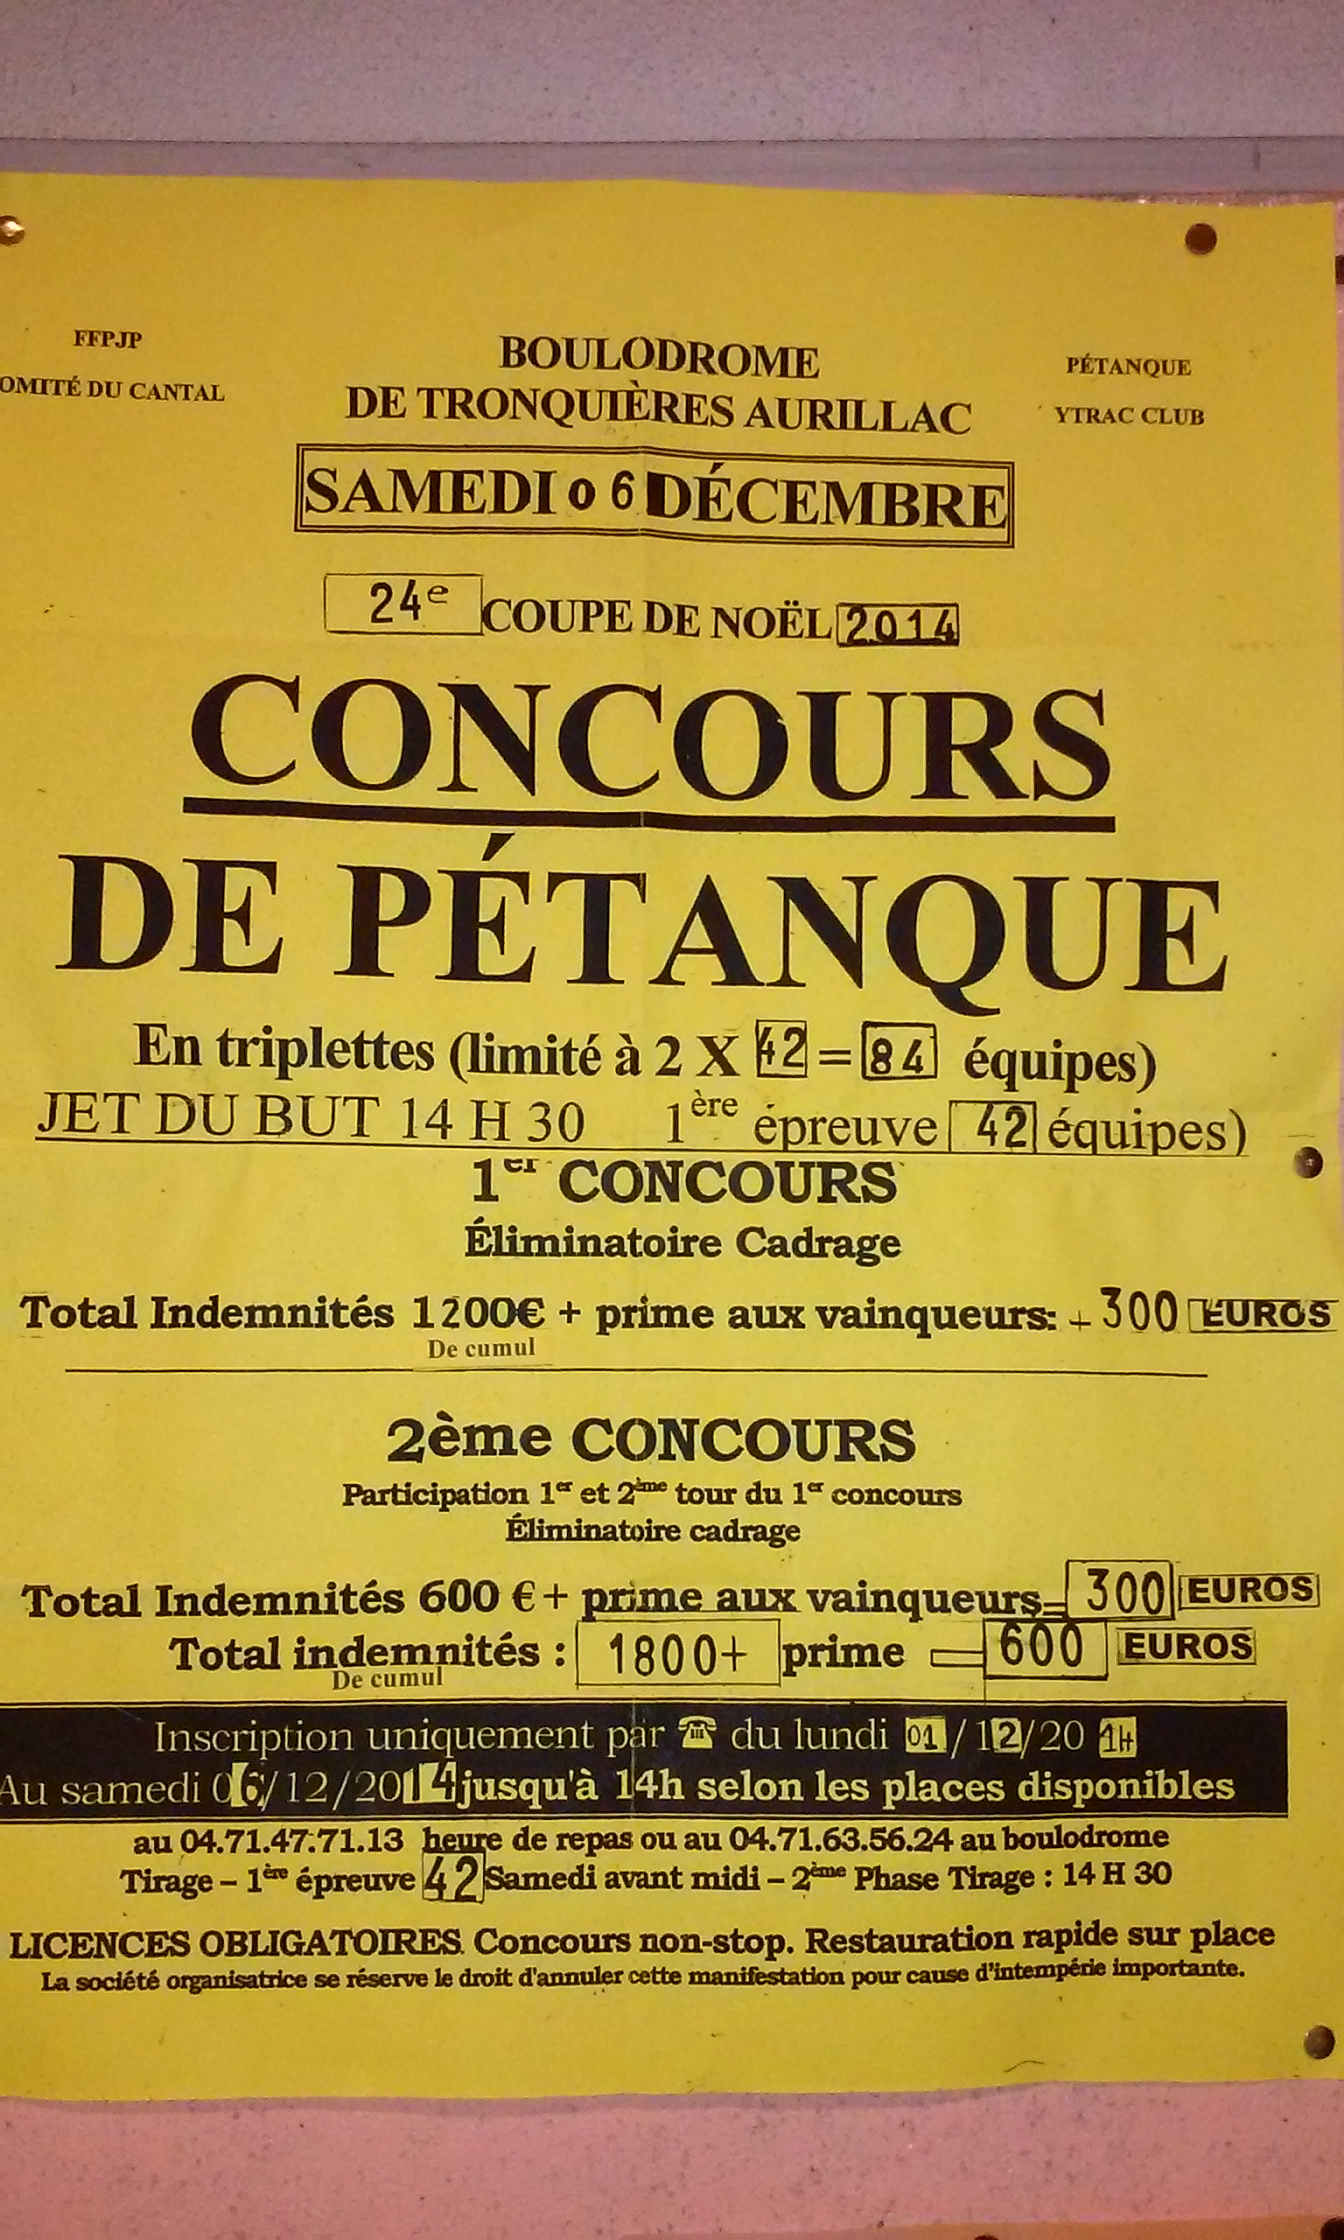 FFPJP
OMITÉ DU CANTAL
BOULODROME
DE TRONQUIÈRES AURILLAC
PÉTANQUE
YTRAC CLUB
SAMEDI 06 DÉCEMBRE
24e COUPE DE NOËL 2014
CONCOURS
DE PÉTANQUE
En triplettes (limité à 2 X 42 = 84 équipes)
JET DU BUT 14 H 30 1ère épreuve 42 équipes)
1er CONCOURS
Éliminatoire Cadrage
Total Indemnités 1200€ + prime aux vainqueurs: + 300 EUROS
De cumul
2ème CONCOURS
Participation 1er et 2ème tour du 1er concours
Éliminatoire cadrage
Total Indemnités 600 € + prime aux vainqueurs= 300 EUROS
Total indemnités : 1800+ prime = 600 EUROS
De cumul
Inscription uniquement par ☎ du lundi 01/12/20 14
Au samedi 06/12/2014 jusqu'à 14h selon les places disponibles
au 04.71.47.71.13 heure de repas ou au 04.71.63.56.24 au boulodrome
Tirage – 1ère épreuve 42 Samedi avant midi – 2ème Phase Tirage : 14 H 30
LICENCES OBLIGATOIRES. Concours non-stop. Restauration rapide sur place
La société organisatrice se réserve le droit d'annuler cette manifestation pour cause d'intempérie importante.